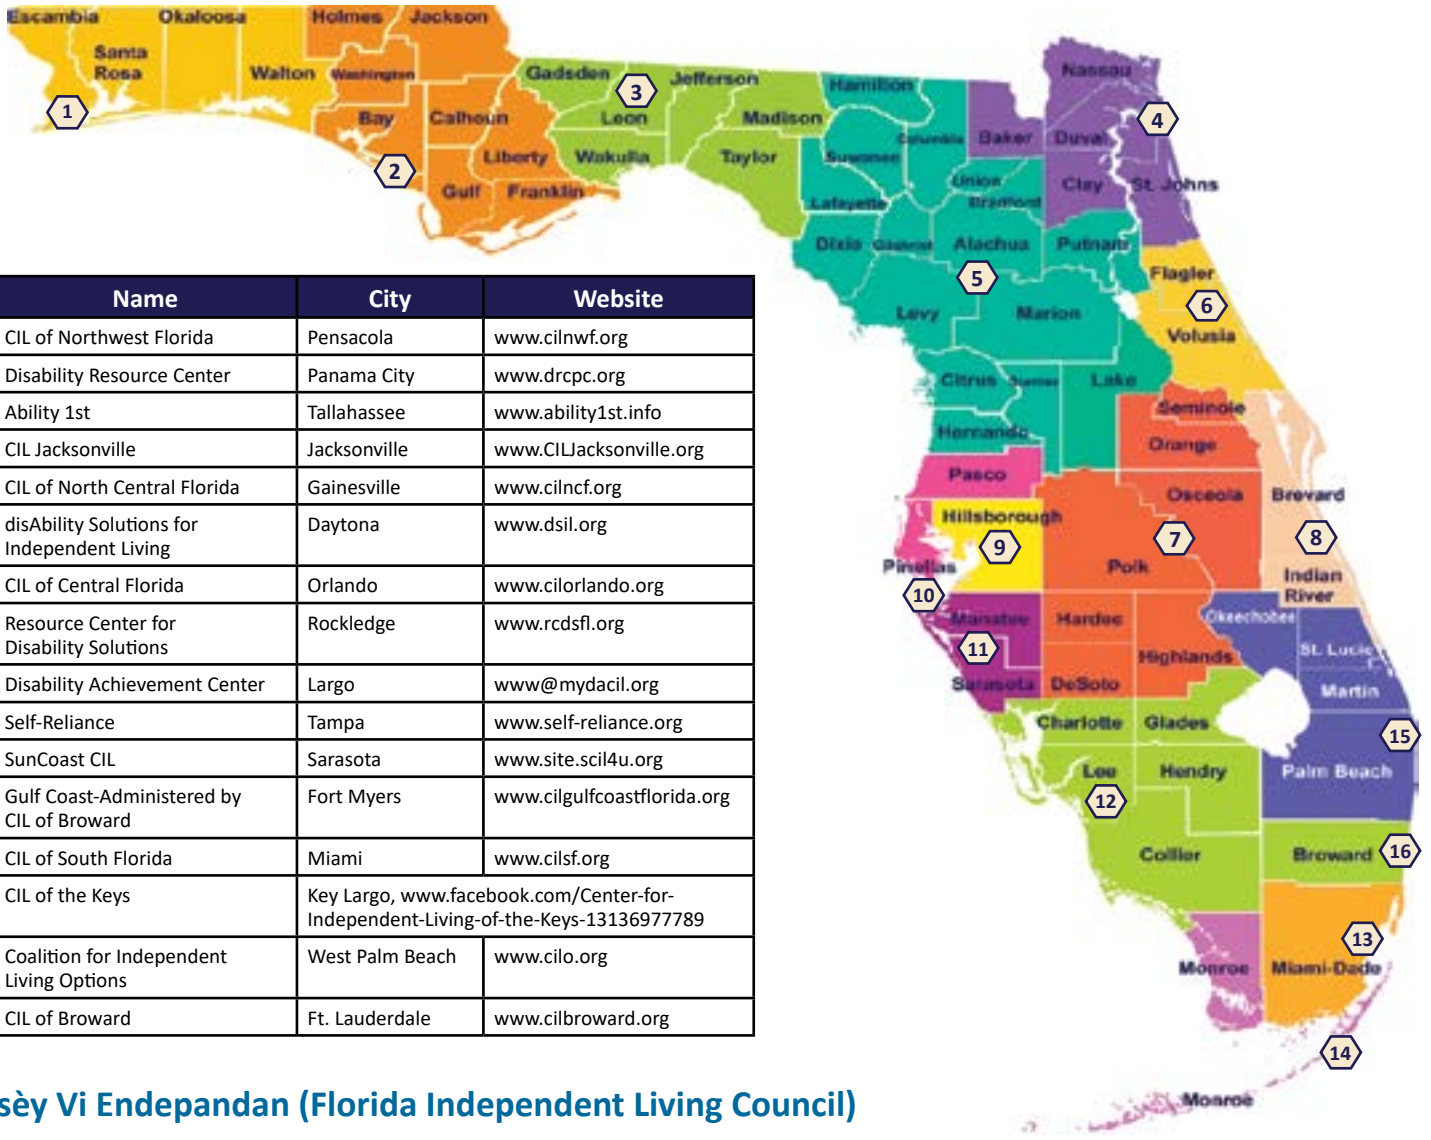 Escambia Okaloosa Holmes Jackson
Santa
Rosa
Walton Washington
Bay Calhoun
Liberty
Gulf Franklin
Gadsden Jefferson
Leon Madison
Wakulla Taylor
Hamilton
Columbia Baker Duval
Nassau
Suwanee
Union
Bradford
Clay St. Johns
Lafayette
Dixie Gilchrist Alachua Putnam
Flagler
Levy Marion
Volusia
Citrus Sumter Lake
Seminole
Hernando Orange
Pasco
Osceola Brevard
Hillsborough
Pinellas Polk
Indian
River
Manatee Hardee Okeechobee
Highlands St. Lucie
Sarasota DeSoto Martin
Charlotte Glades
Lee Hendry Palm Beach
Collier Broward
Monroe Miami-Dade
Monroe
1
2
3
4
5
6
7
8
9
10
11
12
15
16
13
14
Name City Website
CIL of Northwest Florida Pensacola www.cilnwf.org
Disability Resource Center Panama City www.drcpc.org
Ability 1st Tallahassee www.ability1st.info
CIL Jacksonville Jacksonville www.CILJacksonville.org
CIL of North Central Florida Gainesville www.cilncf.org
disAbility Solutions for Daytona www.dsil.org
Independent Living
CIL of Central Florida Orlando www.cilorlando.org
Resource Center for Rockledge www.rcdsfl.org
Disability Solutions
Disability Achievement Center Largo www@mydacil.org
Self-Reliance Tampa www.self-reliance.org
SunCoast CIL Sarasota www.site.scil4u.org
Gulf Coast-Administered by Fort Myers www.cilgulfcoastflorida.org
CIL of Broward
CIL of South Florida Miami www.cilsf.org
CIL of the Keys Key Largo, www.facebook.com/Center-for-
Independent-Living-of-the-Keys-13136977789
Coalition for Independent West Palm Beach www.cilo.org
Living Options
CIL of Broward Ft. Lauderdale www.cilbroward.org
sèy Vi Endepandan (Florida Independent Living Council)